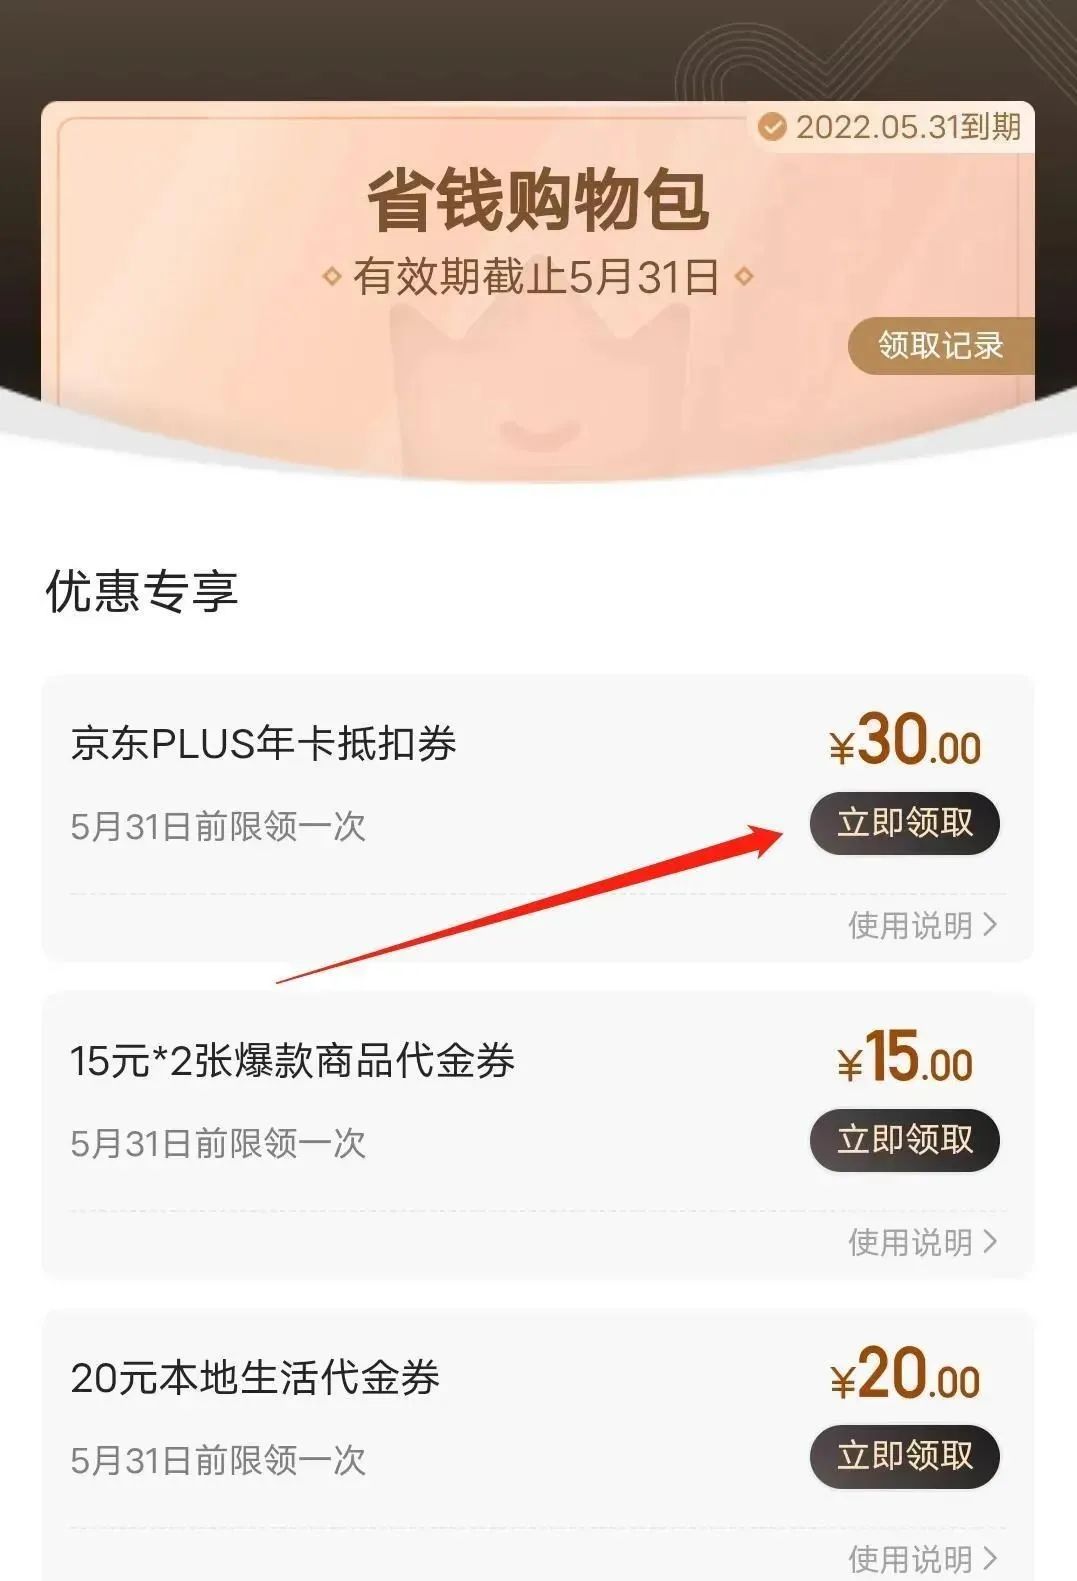 2022.05.31到期
省钱购物包
有效期截止5月31日
领取记录
优惠专享
京东PLUS年卡抵扣券
¥30.00
5月31日前限领一次
立即领取
使用说明
15元*2张爆款商品代金券
¥15.00
5月31日前限领一次
立即领取
使用说明
20元本地生活代金券
¥20.00
5月31日前限领一次
立即领取
使用说明